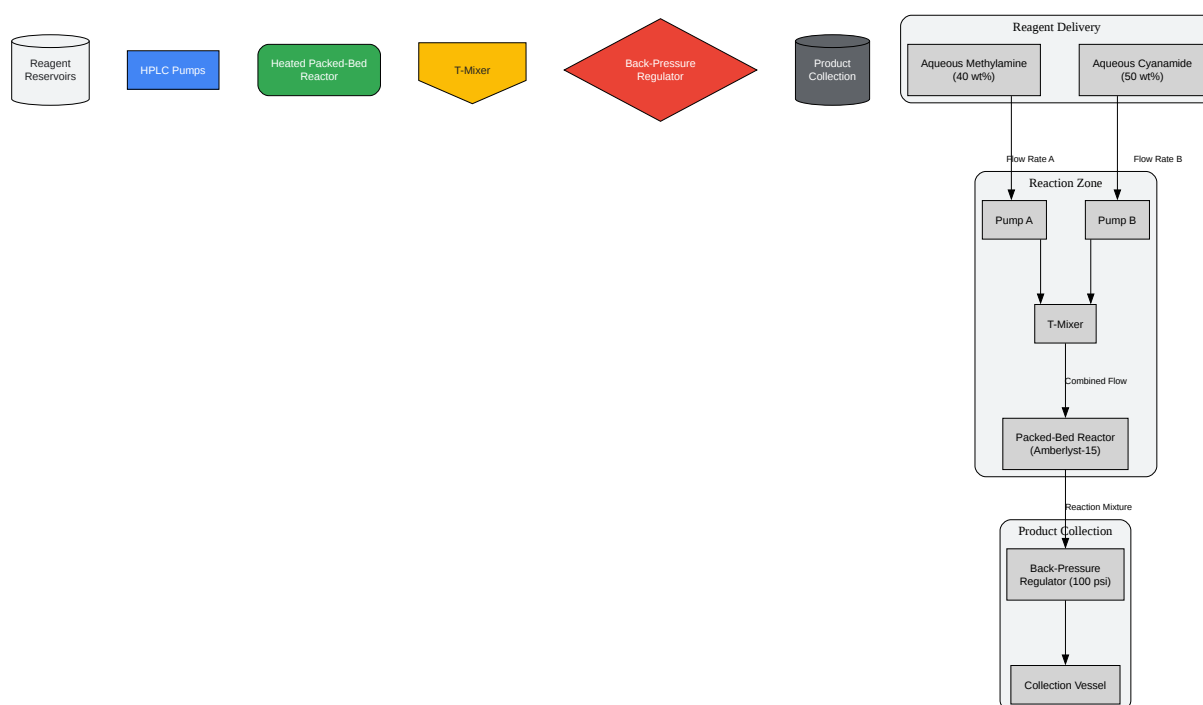 Reagent
Reservoirs
HPLC Pumps
Heated Packed-Bed
Reactor
T-Mixer
Back-Pressure
Regulator
Product
Collection
Reagent Delivery
Aqueous Methylamine
(40 wt%)
Aqueous Cyanamide
(50 wt%)
Flow Rate A
Flow Rate B
Reaction Zone
Pump A
Pump B
T-Mixer
Combined Flow
Packed-Bed Reactor
(Amberlyst-15)
Reaction Mixture
Product Collection
Back-Pressure
Regulator (100 psi)
Collection Vessel